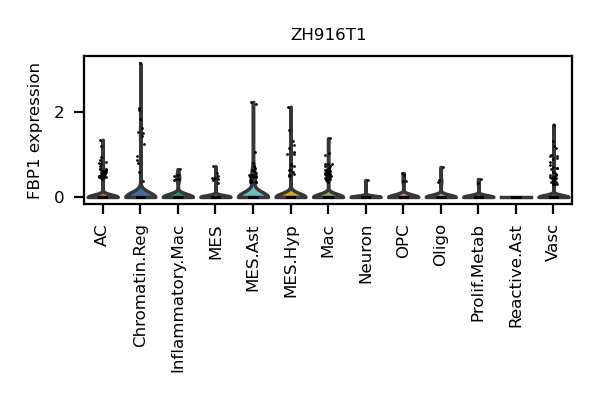 ZH916T1
FBP1 expression
2
0
AC
Chromatin.Reg
Inflammatory.Mac
MES
MES.Ast
MES.Hyp
Mac
Neuron
OPC
Oligo
Prolif.Metab
Reactive.Ast
Vasc